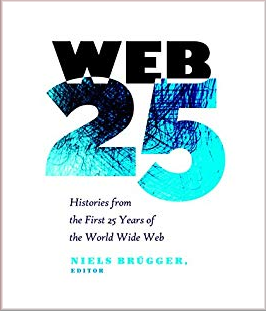 WEB
25
Histories from
the First 25 Years of
the World Wide Web
NIELS BRÜGGER,
EDITOR